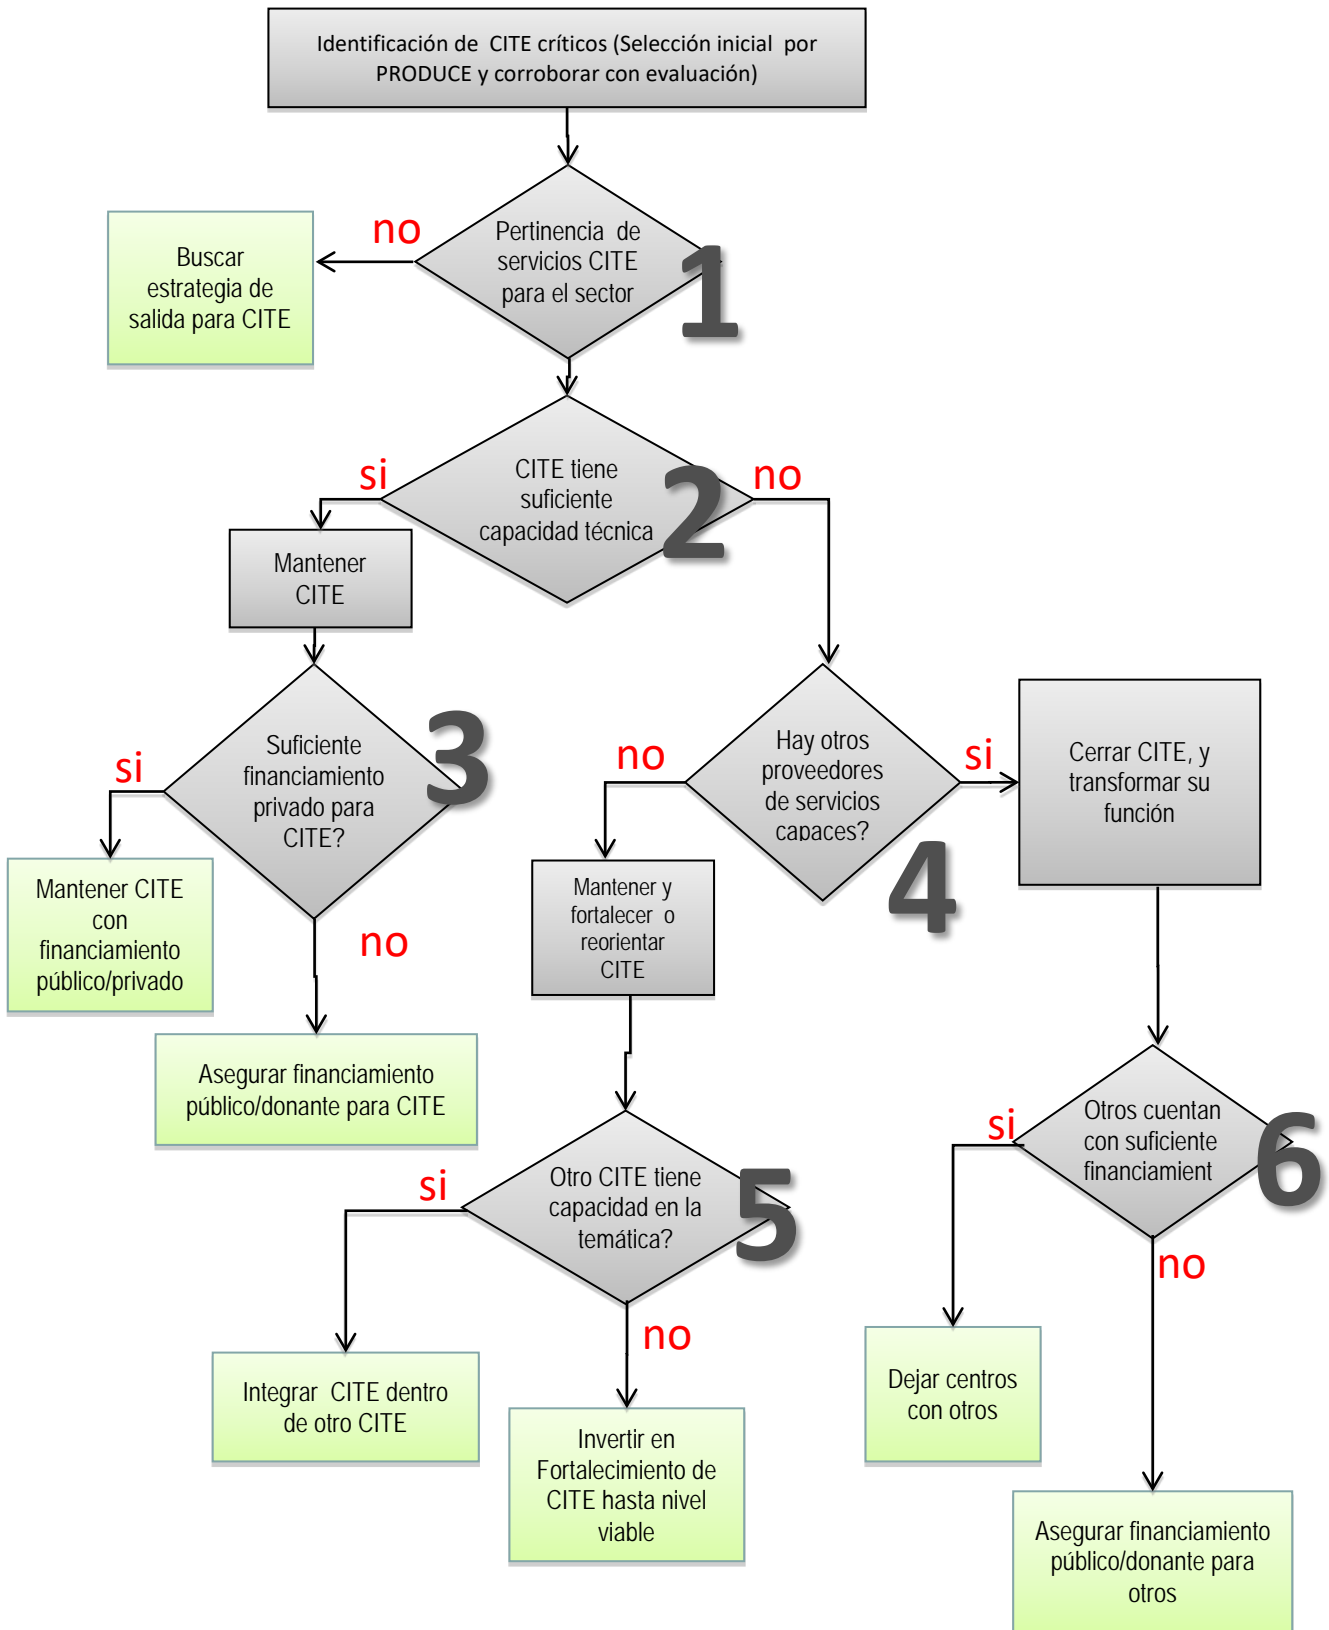 Identificación de CITE críticos (Selección inicial por
PRODUCE y corroborar con evaluación)
no
Buscar
estrategia de
salida para CITE
Pertinencia de
servicios CITE
para el sector
1
si
CITE tiene
suficiente
capacidad técnica
2
no
Mantener
CITE
si
Suficiente
financiamiento
privado para
CITE?
3
no
no
Hay otros
proveedores
de servicios
capaces?
4
si
Cerrar CITE, y
transformar su
función
Mantener CITE
con
financiamiento
público/privado
Mantener y
fortalecer o
reorientar
CITE
Asegurar financiamiento
público/donante para CITE
si
Otro CITE tiene
capacidad en la
temática?
5
no
si
Otros cuentan
con suficiente
financiamient
6
no
Integrar CITE dentro
de otro CITE
Invertir en
Fortalecimiento de
CITE hasta nivel
viable
Dejar centros
con otros
Asegurar financiamiento
público/donante para
otros